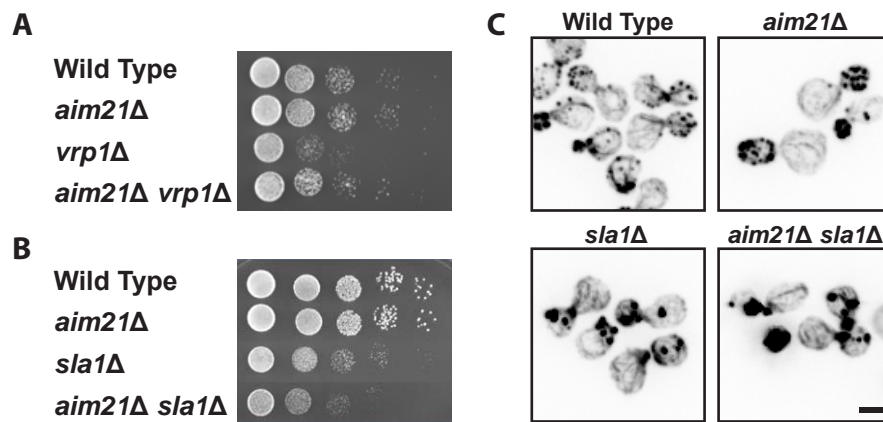 A
Wild Type
aim21Δ
vrp1Δ
aim21Δ vrp1Δ
B
Wild Type
aim21Δ
sla1Δ
aim21Δ sla1Δ
C
Wild Type aim21Δ
sla1Δ aim21Δ sla1Δ